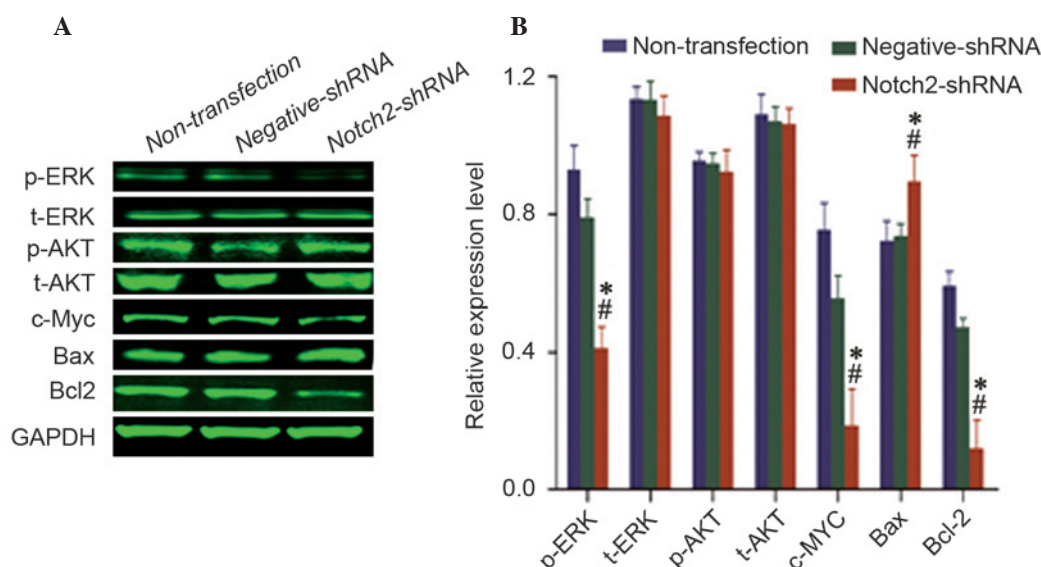 A
Non-transfection
Negative-shRNA
Notch2-shRNA
p-ERK
t-ERK
p-AKT
t-AKT
c-Myc
Bax
Bcl2
GAPDH
B
Non-transfection
Negative-shRNA
Notch2-shRNA
Relative expression level
1.2
0.8
0.4
0.0
*
#
*
#
*
#
*
#
p-ERK
t-ERK
p-AKT
t-AKT
c-MYC
Bax
Bcl-2